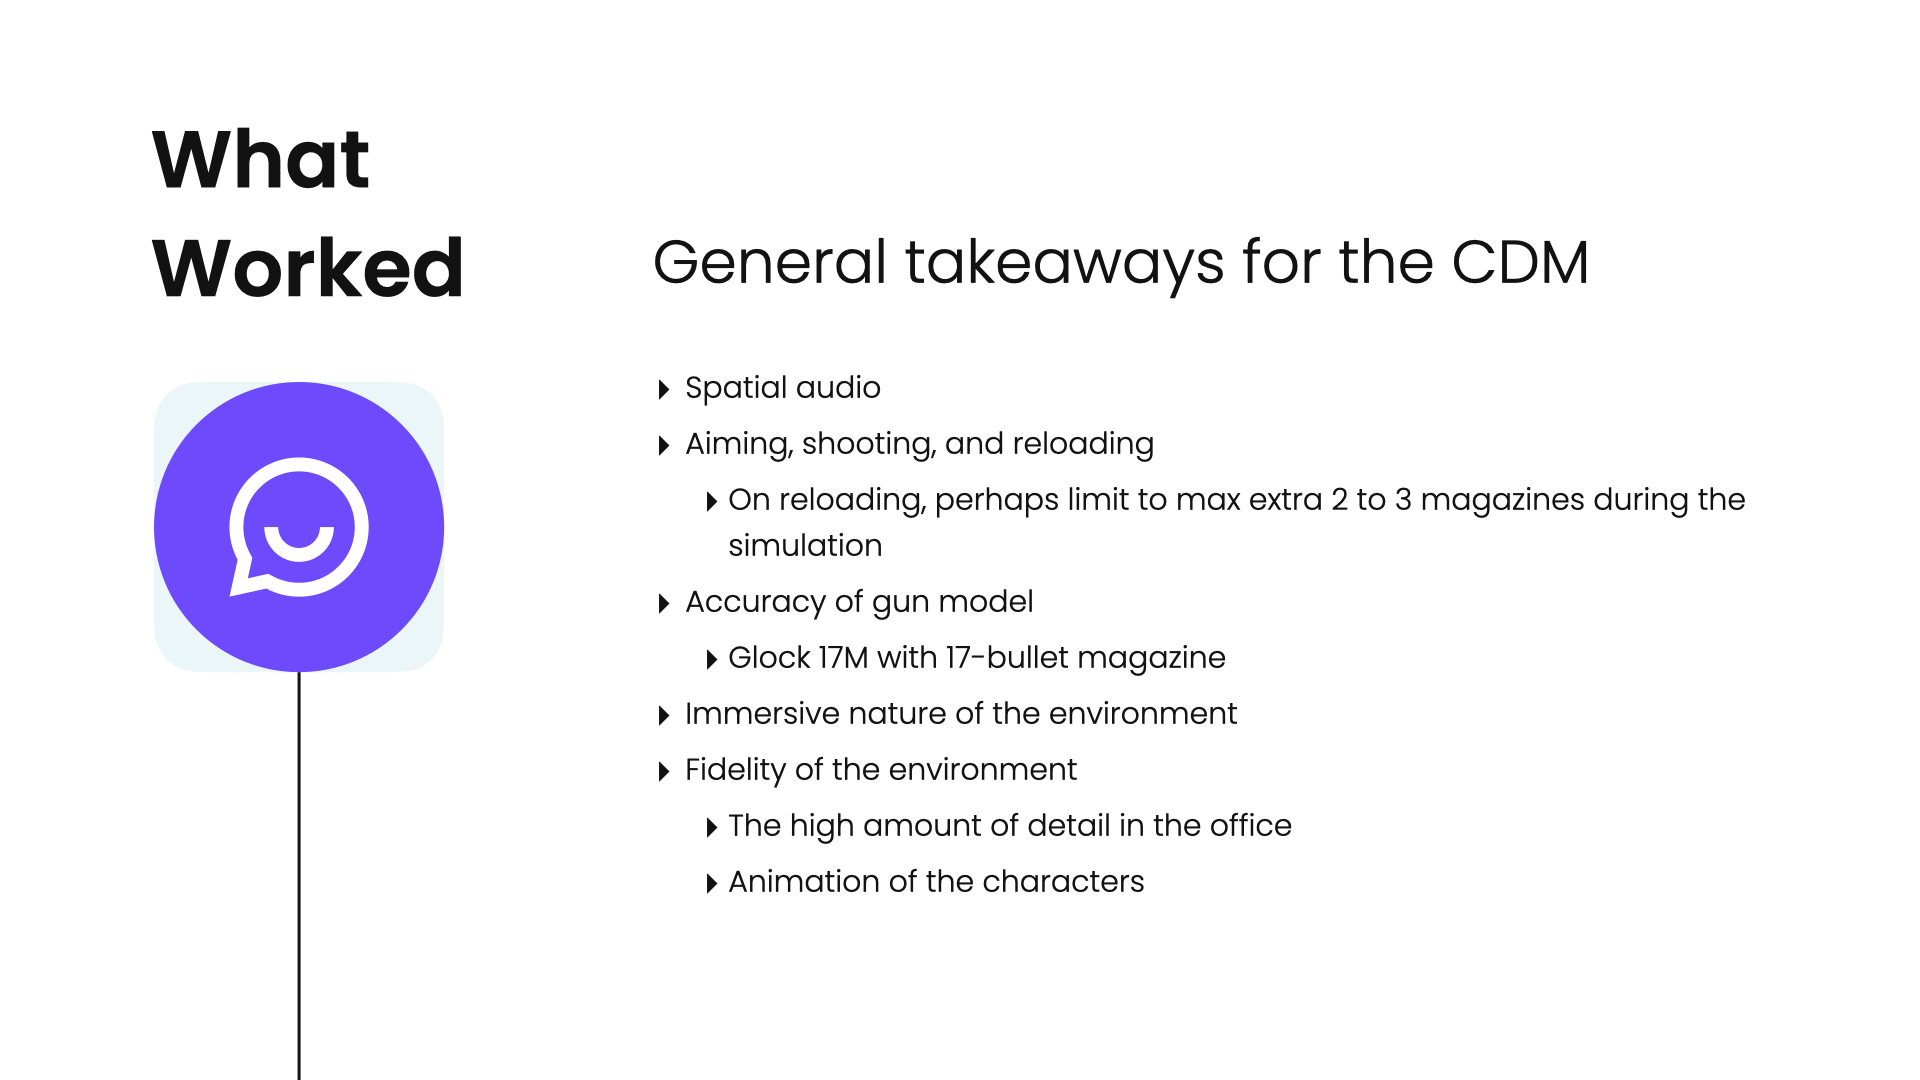 What
Worked
General takeaways for the CDM
Spatial audio
Aiming, shooting, and reloading
On reloading, perhaps limit to max extra 2 to 3 magazines during the
simulation
Accuracy of gun model
Glock 17M with 17-bullet magazine
Immersive nature of the environment
Fidelity of the environment
The high amount of detail in the office
Animation of the characters